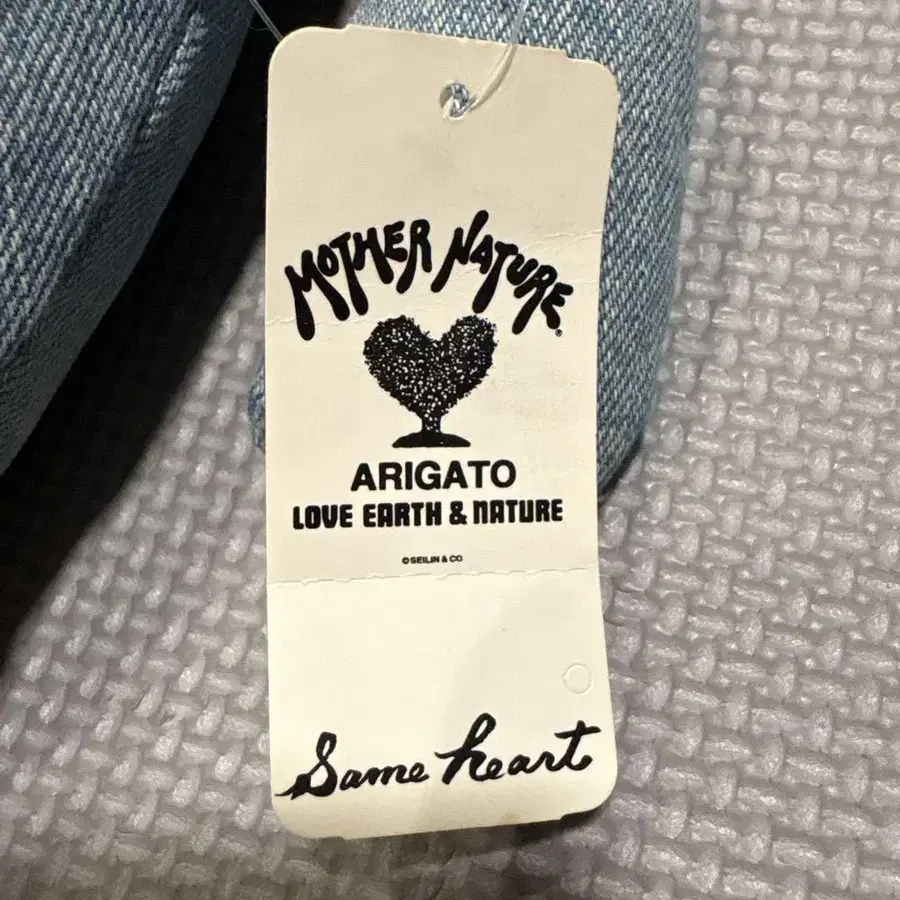 MOTHER NATURE®
ARIGATO
LOVE EARTH & NATURE
©SEILIN & CO
Same heart